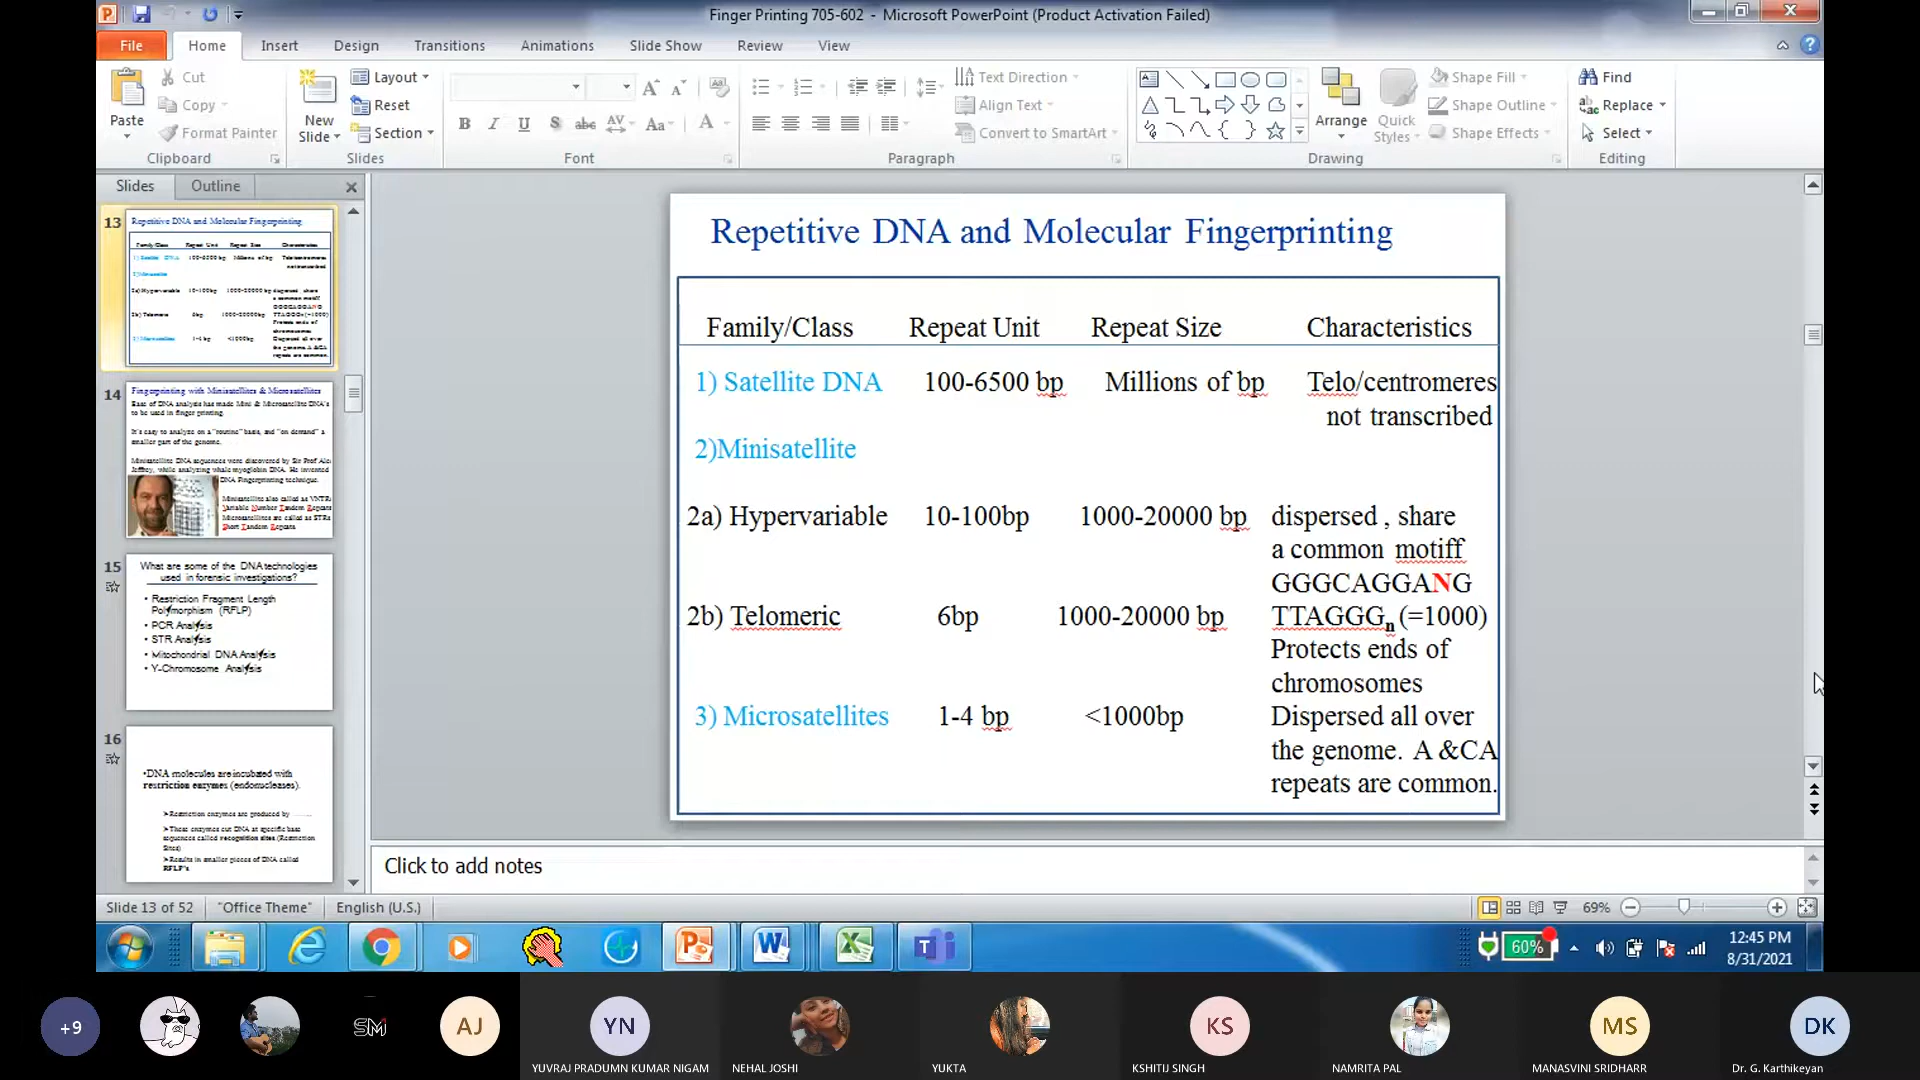 Finger Printing 705-602 - Microsoft PowerPoint (Product Activation Failed)
File Home Insert Design Transitions Animations Slide Show Review View
Paste
Cut
Copy
Format Painter
Clipboard
New
Slide
Layout
Reset
Section
Slides
Font
Text Direction
Align Text
Convert to SmartArt
Paragraph
Arrange
Quick
Styles
Shape Fill
Shape Outline
Shape Effects
Drawing
Find
Replace
Select
Editing
Slides Outline
13
Repetitive DNA and Molecular Fingerprinting
14
Fingerprinting with Minisatellites & Microsatellites
Ease of DNA analysis has made Mini & Microsatellite DNA's
to be used in finger printing.
It's easy to analyze on a "routine" basis, and "on demand" a
smaller part of the genome.
Minisatellite DNA sequences were discovered by Sir Prof Alec
Jeffrey, while analyzing whale myoglobin DNA. He invented
DNA Fingerprinting technique.
Minisatellite also called as VNTR:
Variable Number Tandem Repeats
Microsatellites are called as STRs
Short Tandem Repeats
15
What are some of the DNA technologies
used in forensic investigations?
• Restriction Fragment Length
Polymorphism (RFLP)
• PCR Analysis
• STR Analysis
• Mitochondrial DNA Analysis
• Y-Chromosome Analysis
16
•DNA molecules are incubated with
restriction enzymes (endonucleases).
➤Restriction enzymes are produced by
➤These enzymes cut DNA at specific base
sequences called recognition sites (Restriction
Sites)
➤Results in smaller pieces of DNA called
RFLP's
Repetitive DNA and Molecular Fingerprinting
Family/Class Repeat Unit Repeat Size Characteristics
1) Satellite DNA 100-6500 bp Millions of bp Telo/centromeres
not transcribed
2)Minisatellite
2a) Hypervariable 10-100bp 1000-20000 bp dispersed , share
a common motiff
GGGCAGGANG
2b) Telomeric 6bp 1000-20000 bp TTAGGGn (=1000)
Protects ends of
chromosomes
3) Microsatellites 1-4 bp <1000bp Dispersed all over
the genome. A &CA
repeats are common.
Click to add notes
Slide 13 of 52 "Office Theme" English (U.S.) 69%
60%
12:45 PM
8/31/2021
+9
SM
AJ
YN
YUVRAJ PRADUMN KUMAR NIGAM
NEHAL JOSHI
YUKTA
KS
KSHITIJ SINGH
NAMRITA PAL
MS
MANASVINI SRIDHARR
DK
Dr. G. Karthikeyan